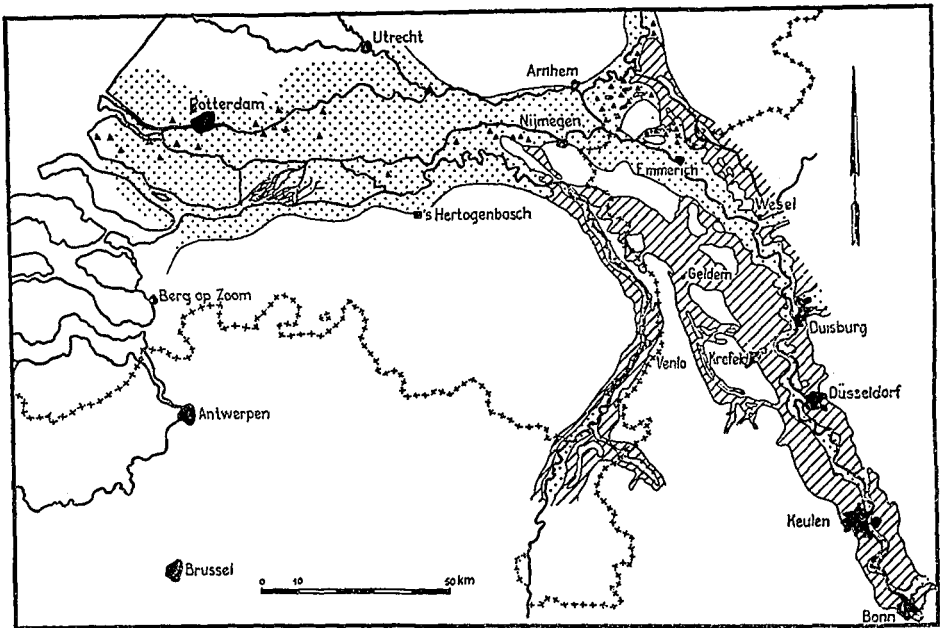 Utrecht
Arnhem
Rotterdam
Nijmegen
Emmerich
Wesel
's Hertogenbosch
Geldern
Berg op Zoom
Duisburg
Venlo
Krefeld
Düsseldorf
Antwerpen
Keulen
Brussel
0 10 50 km
Bonn